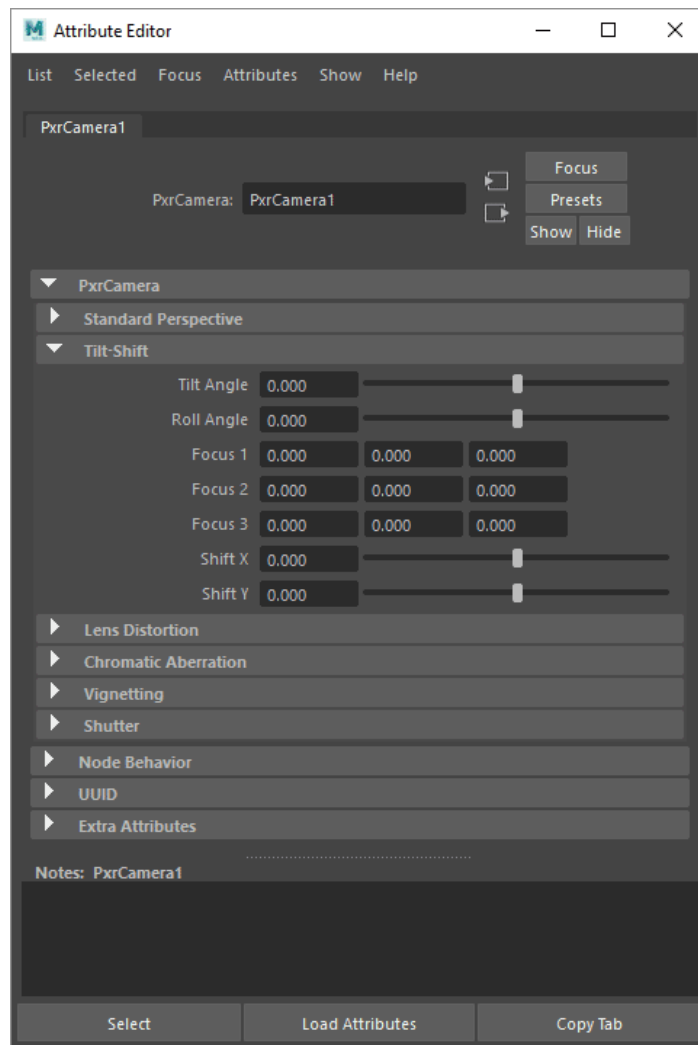 Attribute Editor
List Selected Focus Attributes Show Help
PxrCamera1
Focus
PxrCamera: PxrCamera1
Presets
Show Hide
PxrCamera
Standard Perspective
Tilt-Shift
Tilt Angle 0.000
Roll Angle 0.000
Focus 1 0.000 0.000 0.000
Focus 2 0.000 0.000 0.000
Focus 3 0.000 0.000 0.000
Shift X 0.000
Shift Y 0.000
Lens Distortion
Chromatic Aberration
Vignetting
Shutter
Node Behavior
UUID
Extra Attributes
Notes: PxrCamera1
Select Load Attributes Copy Tab